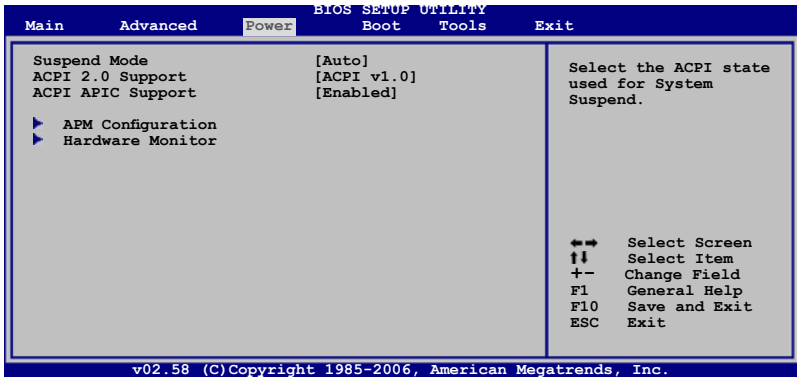 BIOS SETUP UTILITY
Main Advanced Power Boot Tools Exit
Suspend Mode [Auto]
ACPI 2.0 Support [ACPI v1.0]
ACPI APIC Support [Enabled]
APM Configuration
Hardware Monitor
Select the ACPI state
used for System
Suspend.
Select Screen
Select Item
+- Change Field
F1 General Help
F10 Save and Exit
ESC Exit
v02.58 (C)Copyright 1985-2006, American Megatrends, Inc.